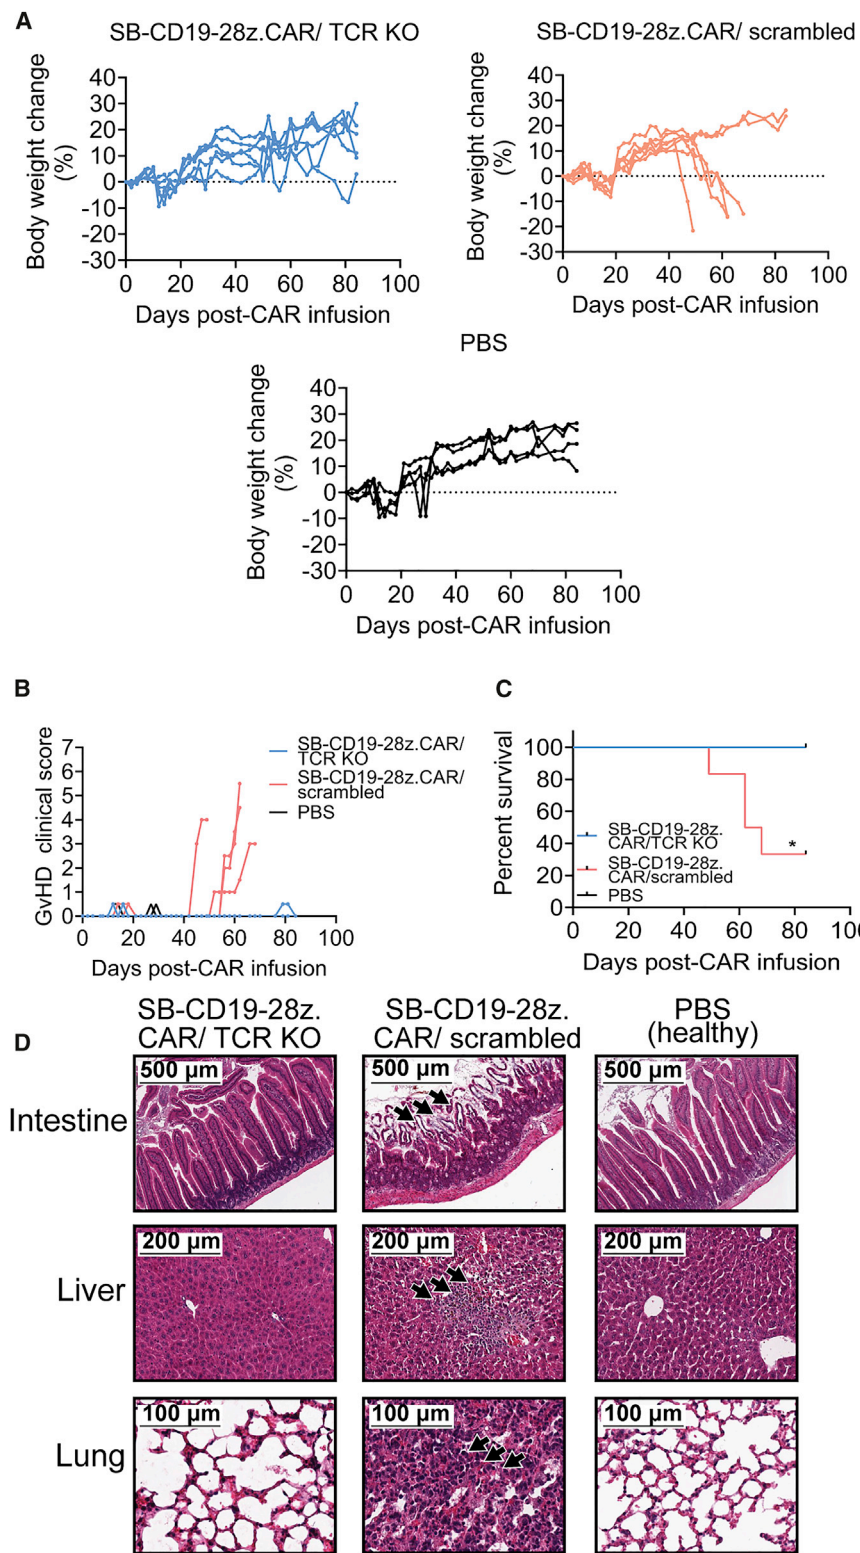 A
SB-CD19-28z.CAR/ TCR KO
Body weight change
(%)
40
30
20
10
0
-10
-20
-30
0 20 40 60 80 100
Days post-CAR infusion
SB-CD19-28z.CAR/ scrambled
Body weight change
(%)
40
30
20
10
0
-10
-20
-30
0 20 40 60 80 100
Days post-CAR infusion
PBS
Body weight change
(%)
40
30
20
10
0
-10
-20
-30
0 20 40 60 80 100
Days post-CAR infusion
B
GvHD clinical score
7
6
5
4
3
2
1
0
0 20 40 60 80 100
Days post-CAR infusion
SB-CD19-28z.CAR/
TCR KO
SB-CD19-28z.CAR/
scrambled
PBS
C
Percent survival
100
80
60
40
20
0
0 20 40 60 80 100
Days post-CAR infusion
SB-CD19-28z.
CAR/TCR KO
SB-CD19-28z.
CAR/scrambled
PBS
*
D
SB-CD19-28z.
CAR/ TCR KO
SB-CD19-28z.
CAR/ scrambled
PBS
(healthy)
Intestine
500 µm
500 µm
500 µm
Liver
200 µm
200 µm
200 µm
Lung
100 µm
100 µm
100 µm